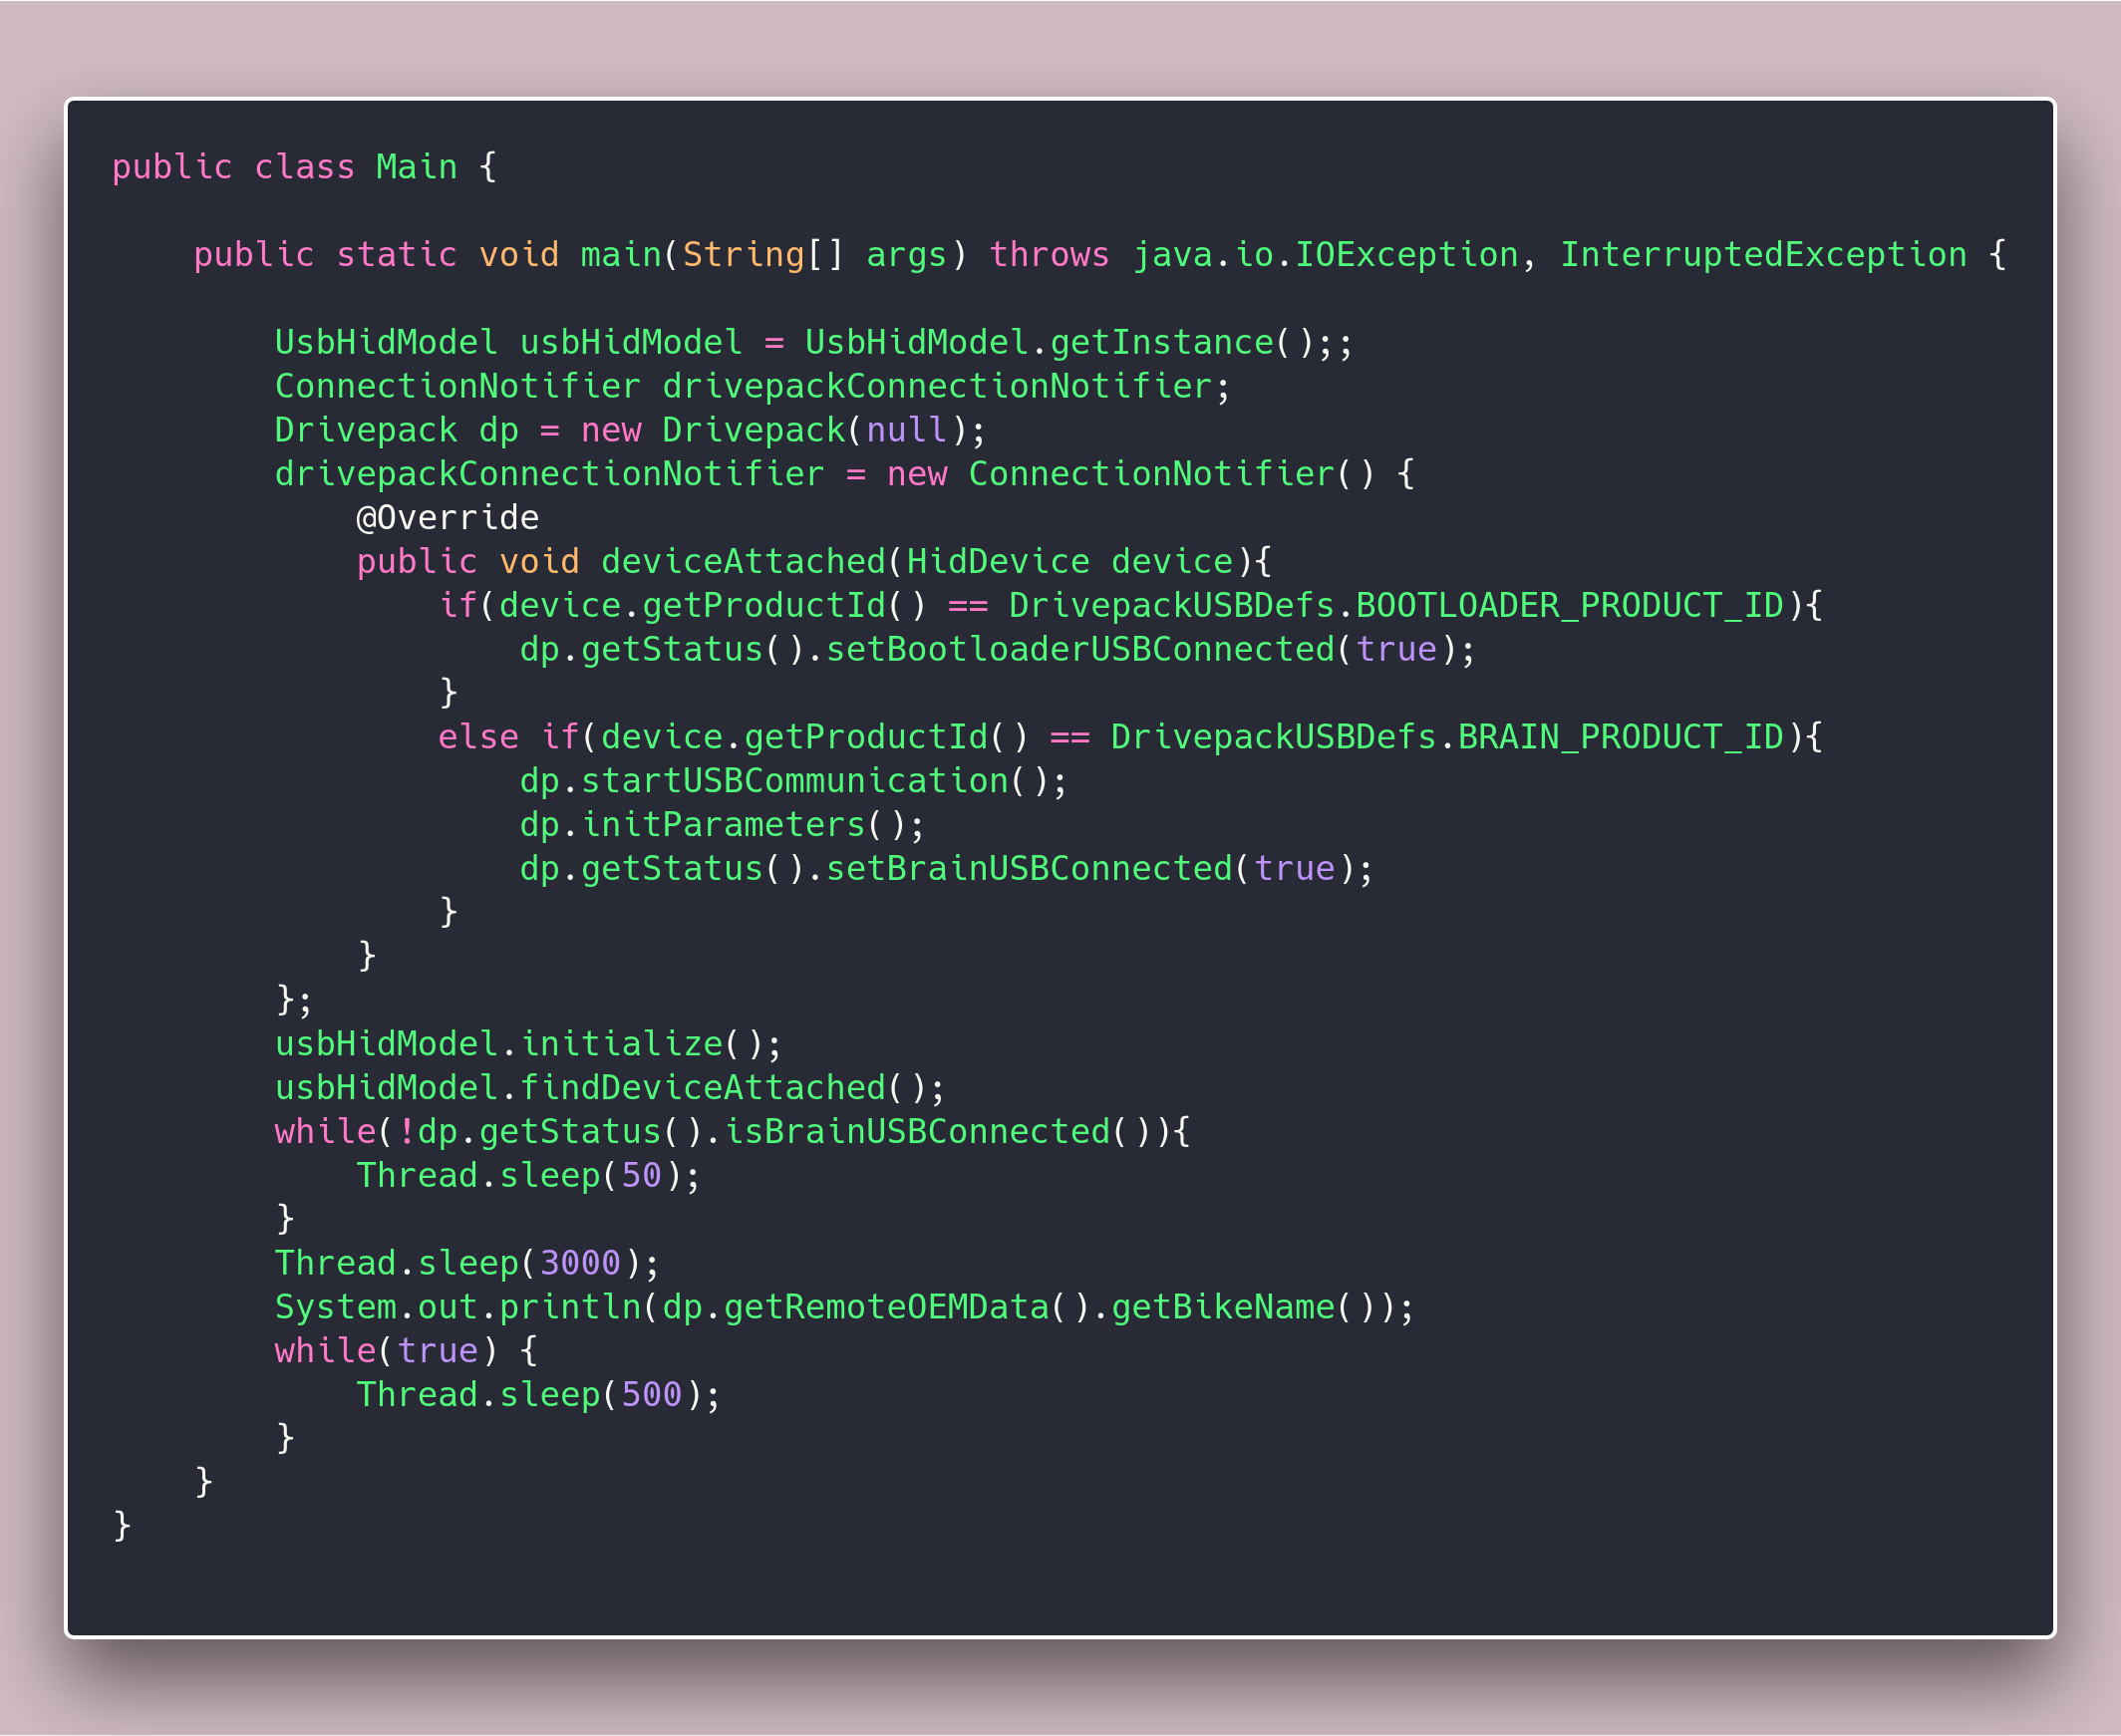 public class Main {

    public static void main(String[] args) throws java.io.IOException, InterruptedException {

        UsbHidModel usbHidModel = UsbHidModel.getInstance();;
        ConnectionNotifier drivepackConnectionNotifier;
        Drivepack dp = new Drivepack(null);
        drivepackConnectionNotifier = new ConnectionNotifier() {
            @Override
            public void deviceAttached(HidDevice device){
                if(device.getProductId() == DrivepackUSBDefs.BOOTLOADER_PRODUCT_ID){
                    dp.getStatus().setBootloaderUSBConnected(true);
                }
                else if(device.getProductId() == DrivepackUSBDefs.BRAIN_PRODUCT_ID){
                    dp.startUSBCommunication();
                    dp.initParameters();
                    dp.getStatus().setBrainUSBConnected(true);
                }
            }
        };
        usbHidModel.initialize();
        usbHidModel.findDeviceAttached();
        while(!dp.getStatus().isBrainUSBConnected()){
            Thread.sleep(50);
        }
        Thread.sleep(3000);
        System.out.println(dp.getRemoteOEMData().getBikeName());
        while(true) {
            Thread.sleep(500);
        }
    }
}